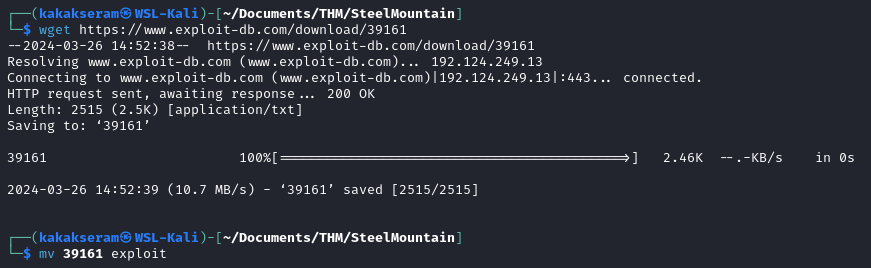 ┌──(kakakseram㉿WSL-Kali)-[~/Documents/THM/SteelMountain]
└─$ wget https://www.exploit-db.com/download/39161
--2024-03-26 14:52:38--  https://www.exploit-db.com/download/39161
Resolving www.exploit-db.com (www.exploit-db.com)... 192.124.249.13
Connecting to www.exploit-db.com (www.exploit-db.com)|192.124.249.13|:443... connected.
HTTP request sent, awaiting response... 200 OK
Length: 2515 (2.5K) [application/txt]
Saving to: ‘39161’
39161                        100%[===========================================>]   2.46K  --.-KB/s    in 0s
2024-03-26 14:52:39 (10.7 MB/s) - ‘39161’ saved [2515/2515]
┌──(kakakseram㉿WSL-Kali)-[~/Documents/THM/SteelMountain]
└─$ mv 39161 exploit